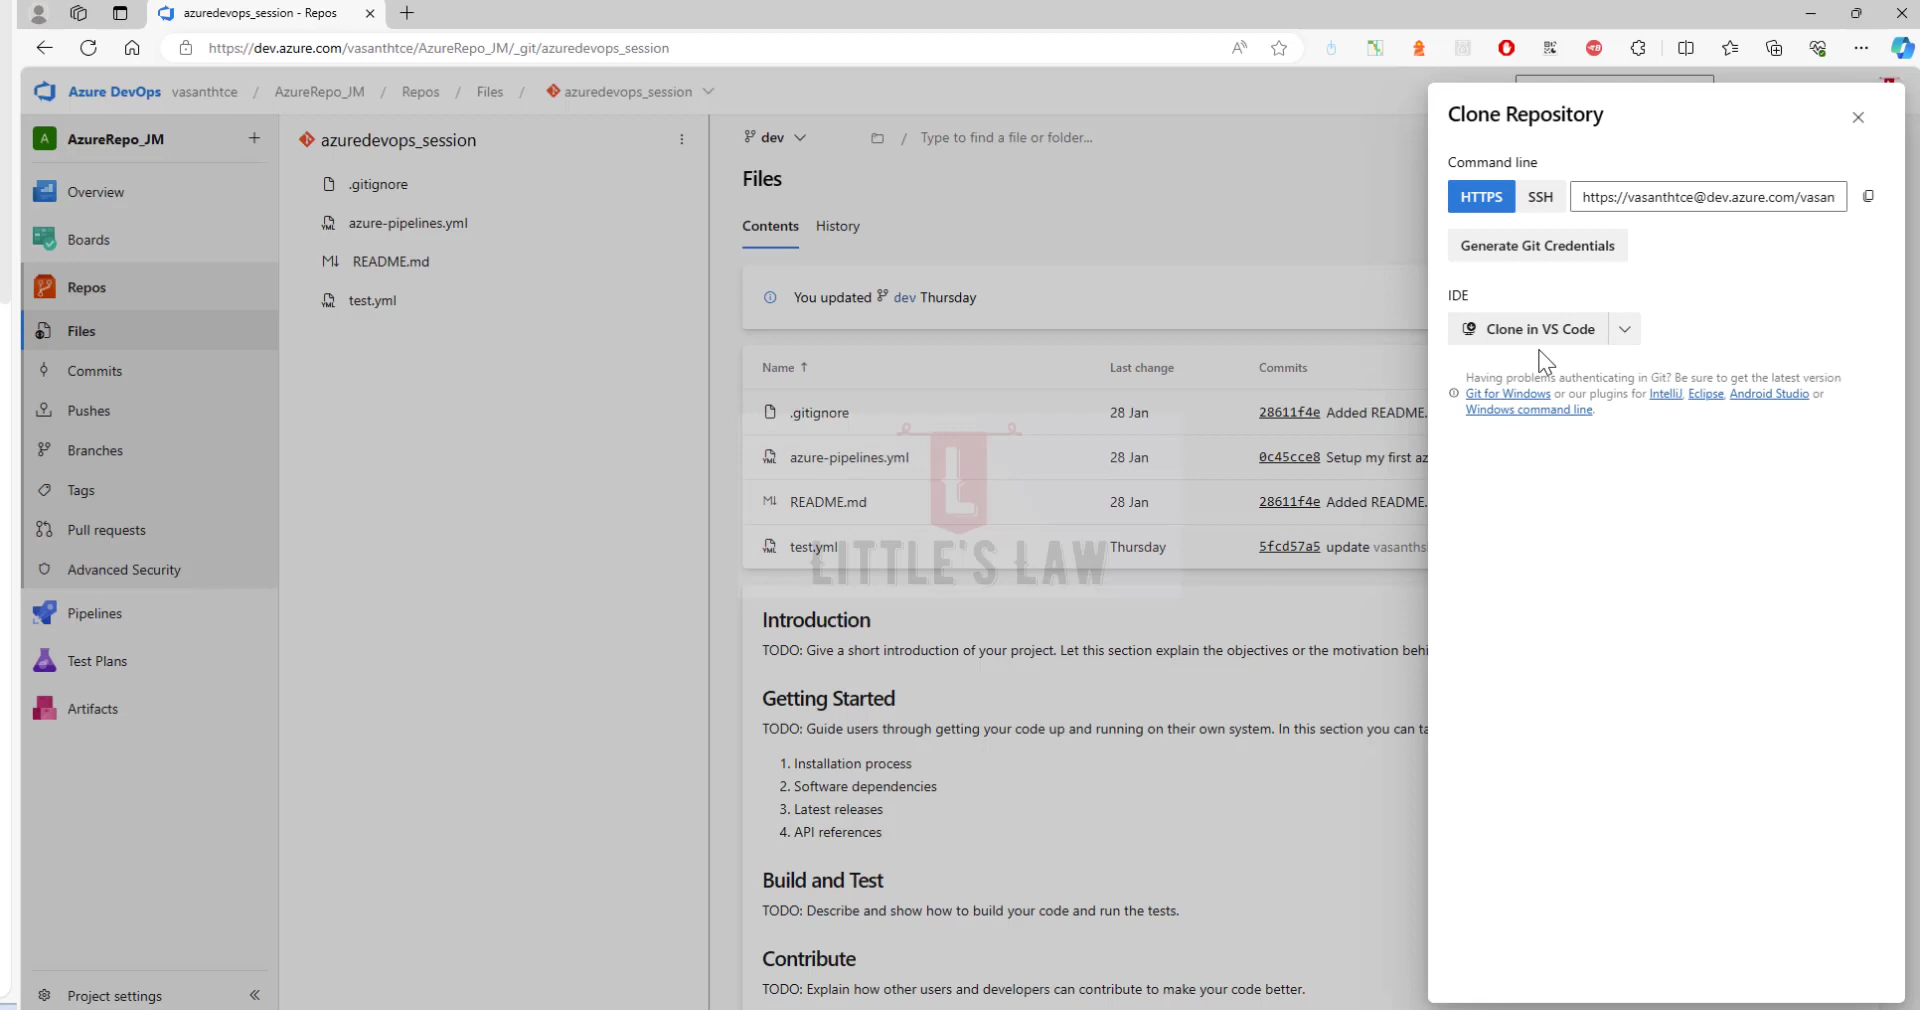 azuredevops_session - Repos
https://dev.azure.com/vasanthtce/AzureRepo_JM/_git/azuredevops_session
Azure DevOps vasanthtce / AzureRepo_JM / Repos / Files / azuredevops_session
A AzureRepo_JM
Overview
Boards
Repos
Files
Commits
Pushes
Branches
Tags
Pull requests
Advanced Security
Pipelines
Test Plans
Artifacts
Project settings
azuredevops_session
.gitignore
azure-pipelines.yml
README.md
test.yml
dev / Type to find a file or folder...
Files
Contents History
You updated dev Thursday
Name Last change Commits
.gitignore 28 Jan 28611f4e Added README.
azure-pipelines.yml 28 Jan 0c45cce8 Setup my first az
README.md 28 Jan 28611f4e Added README.
test.yml Thursday 5fcd57a5 update vasanths
L
LITTLE'S LAW
Introduction
TODO: Give a short introduction of your project. Let this section explain the objectives or the motivation behi
Getting Started
TODO: Guide users through getting your code up and running on their own system. In this section you can ta
1. Installation process
2. Software dependencies
3. Latest releases
4. API references
Build and Test
TODO: Describe and show how to build your code and run the tests.
Contribute
TODO: Explain how other users and developers can contribute to make your code better.
Clone Repository
Command line
HTTPS SSH https://vasanthtce@dev.azure.com/vasan
Generate Git Credentials
IDE
Clone in VS Code
Having problems authenticating in Git? Be sure to get the latest version
Git for Windows or our plugins for IntelliJ, Eclipse, Android Studio or
Windows command line.